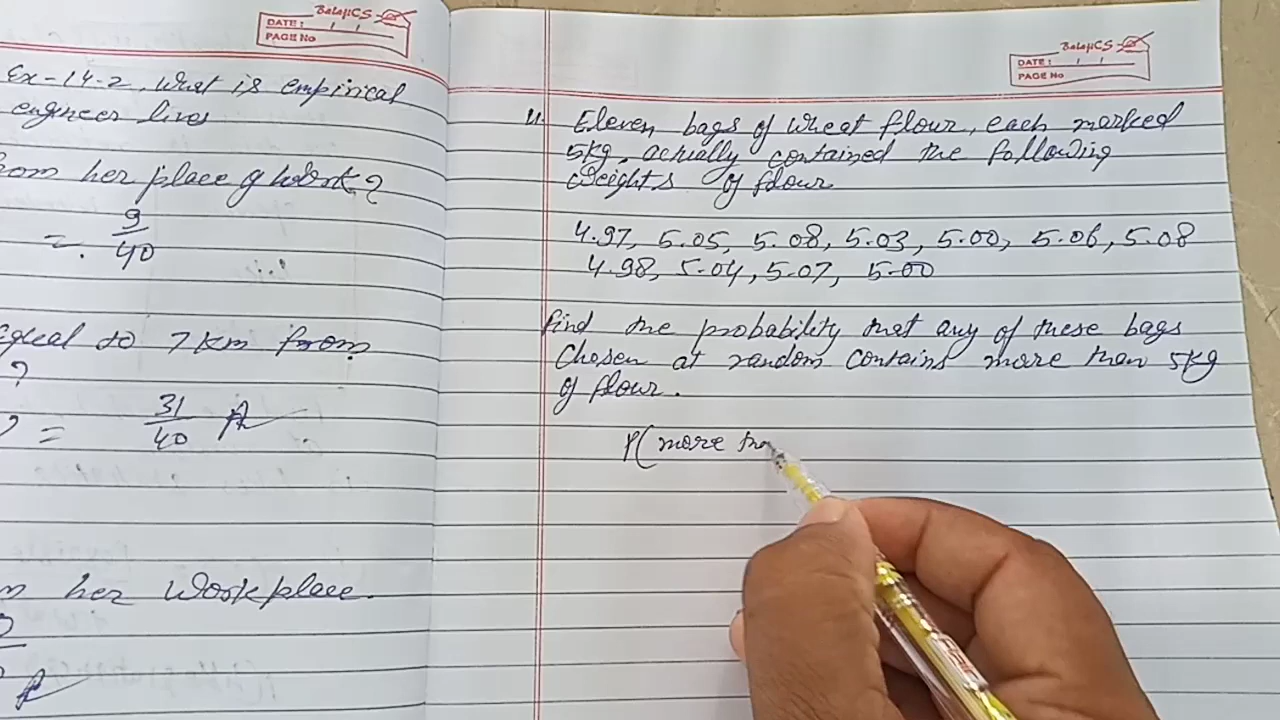 BalajiCS
DATE : / /
PAGE No
Ex-14-2. What is empirical
engineer lives
rom her place of work?
= 9/40
equal to 7 km from
?
? = 31/40 A
m her workplace.
BalajiCS
DATE : / /
PAGE No
11. Eleven bags of wheat flour, each marked
5kg. actually contained the following
weights of flour
4.97, 5.05, 5.08, 5.03, 5.00, 5.06, 5.08
4.98, 5.04, 5.07, 5.00
Find the probability that any of these bags
Chosen at random contains more than 5kg
of flour.
P( more tha